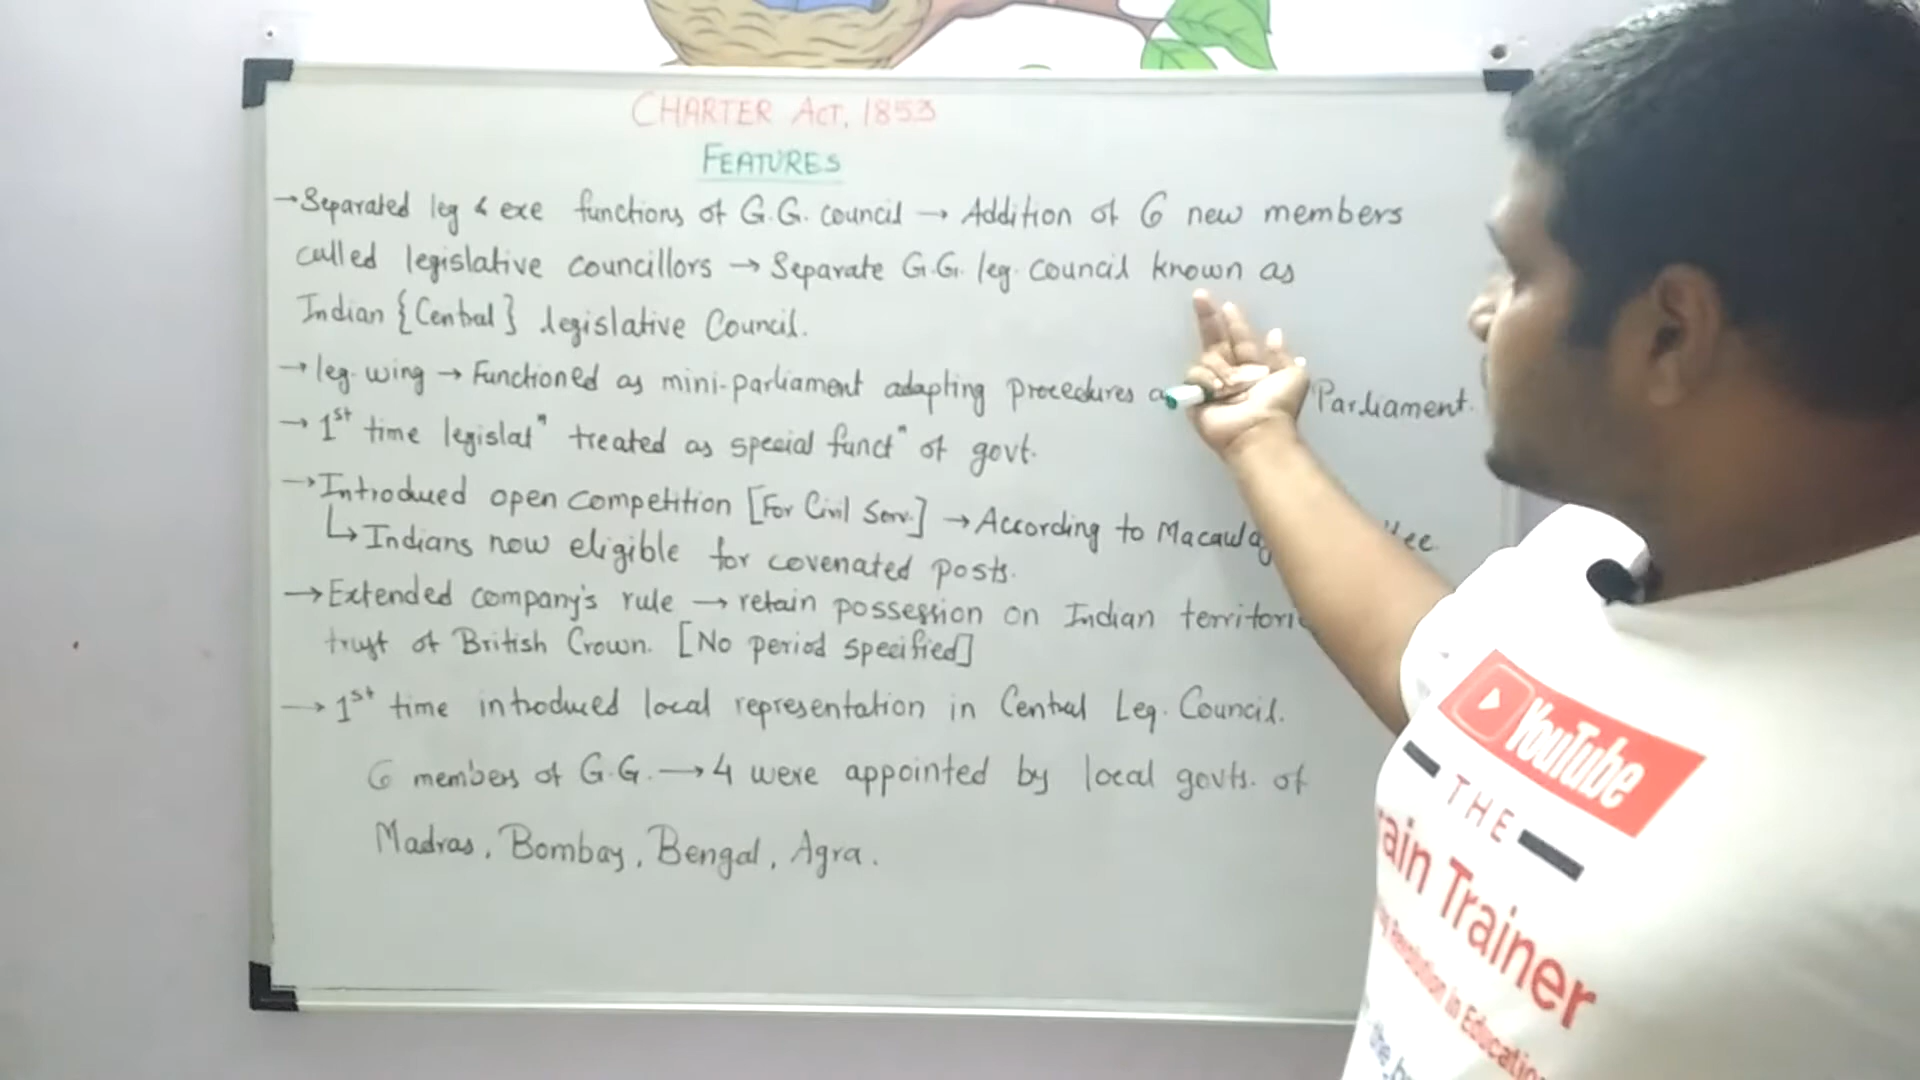 CHARTER ACT, 1853
FEATURES
→ Separated leg & exe functions of G.G. council → Addition of 6 new members
called legislative councillors → Separate G.G. leg. council known as
Indian {Central} legislative Council.
→ leg. wing → Functioned as mini-parliament adapting procedures Parliament.
→ 1st time legislatⁿ treated as special functⁿ of govt.
→ Introduced open competition [For Civil Serv.] → According to
↳ Indians now eligible for covenated posts.
→ Extended company's rule → retain possession on Indian
trust of British Crown. [No period specified]
→ 1st time introduced local representation in Central Leg. Council.
6 members of G.G. → 4 were appointed by local govts. of
Madras, Bombay, Bengal, Agra.
YouTube
THE
Trainer